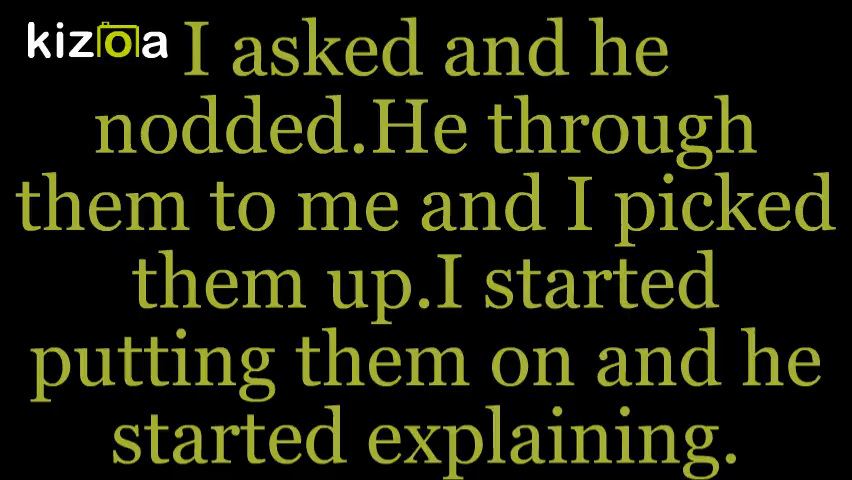 kizoa
I asked and he
nodded.He through
them to me and I picked
them up.I started
putting them on and he
started explaining.